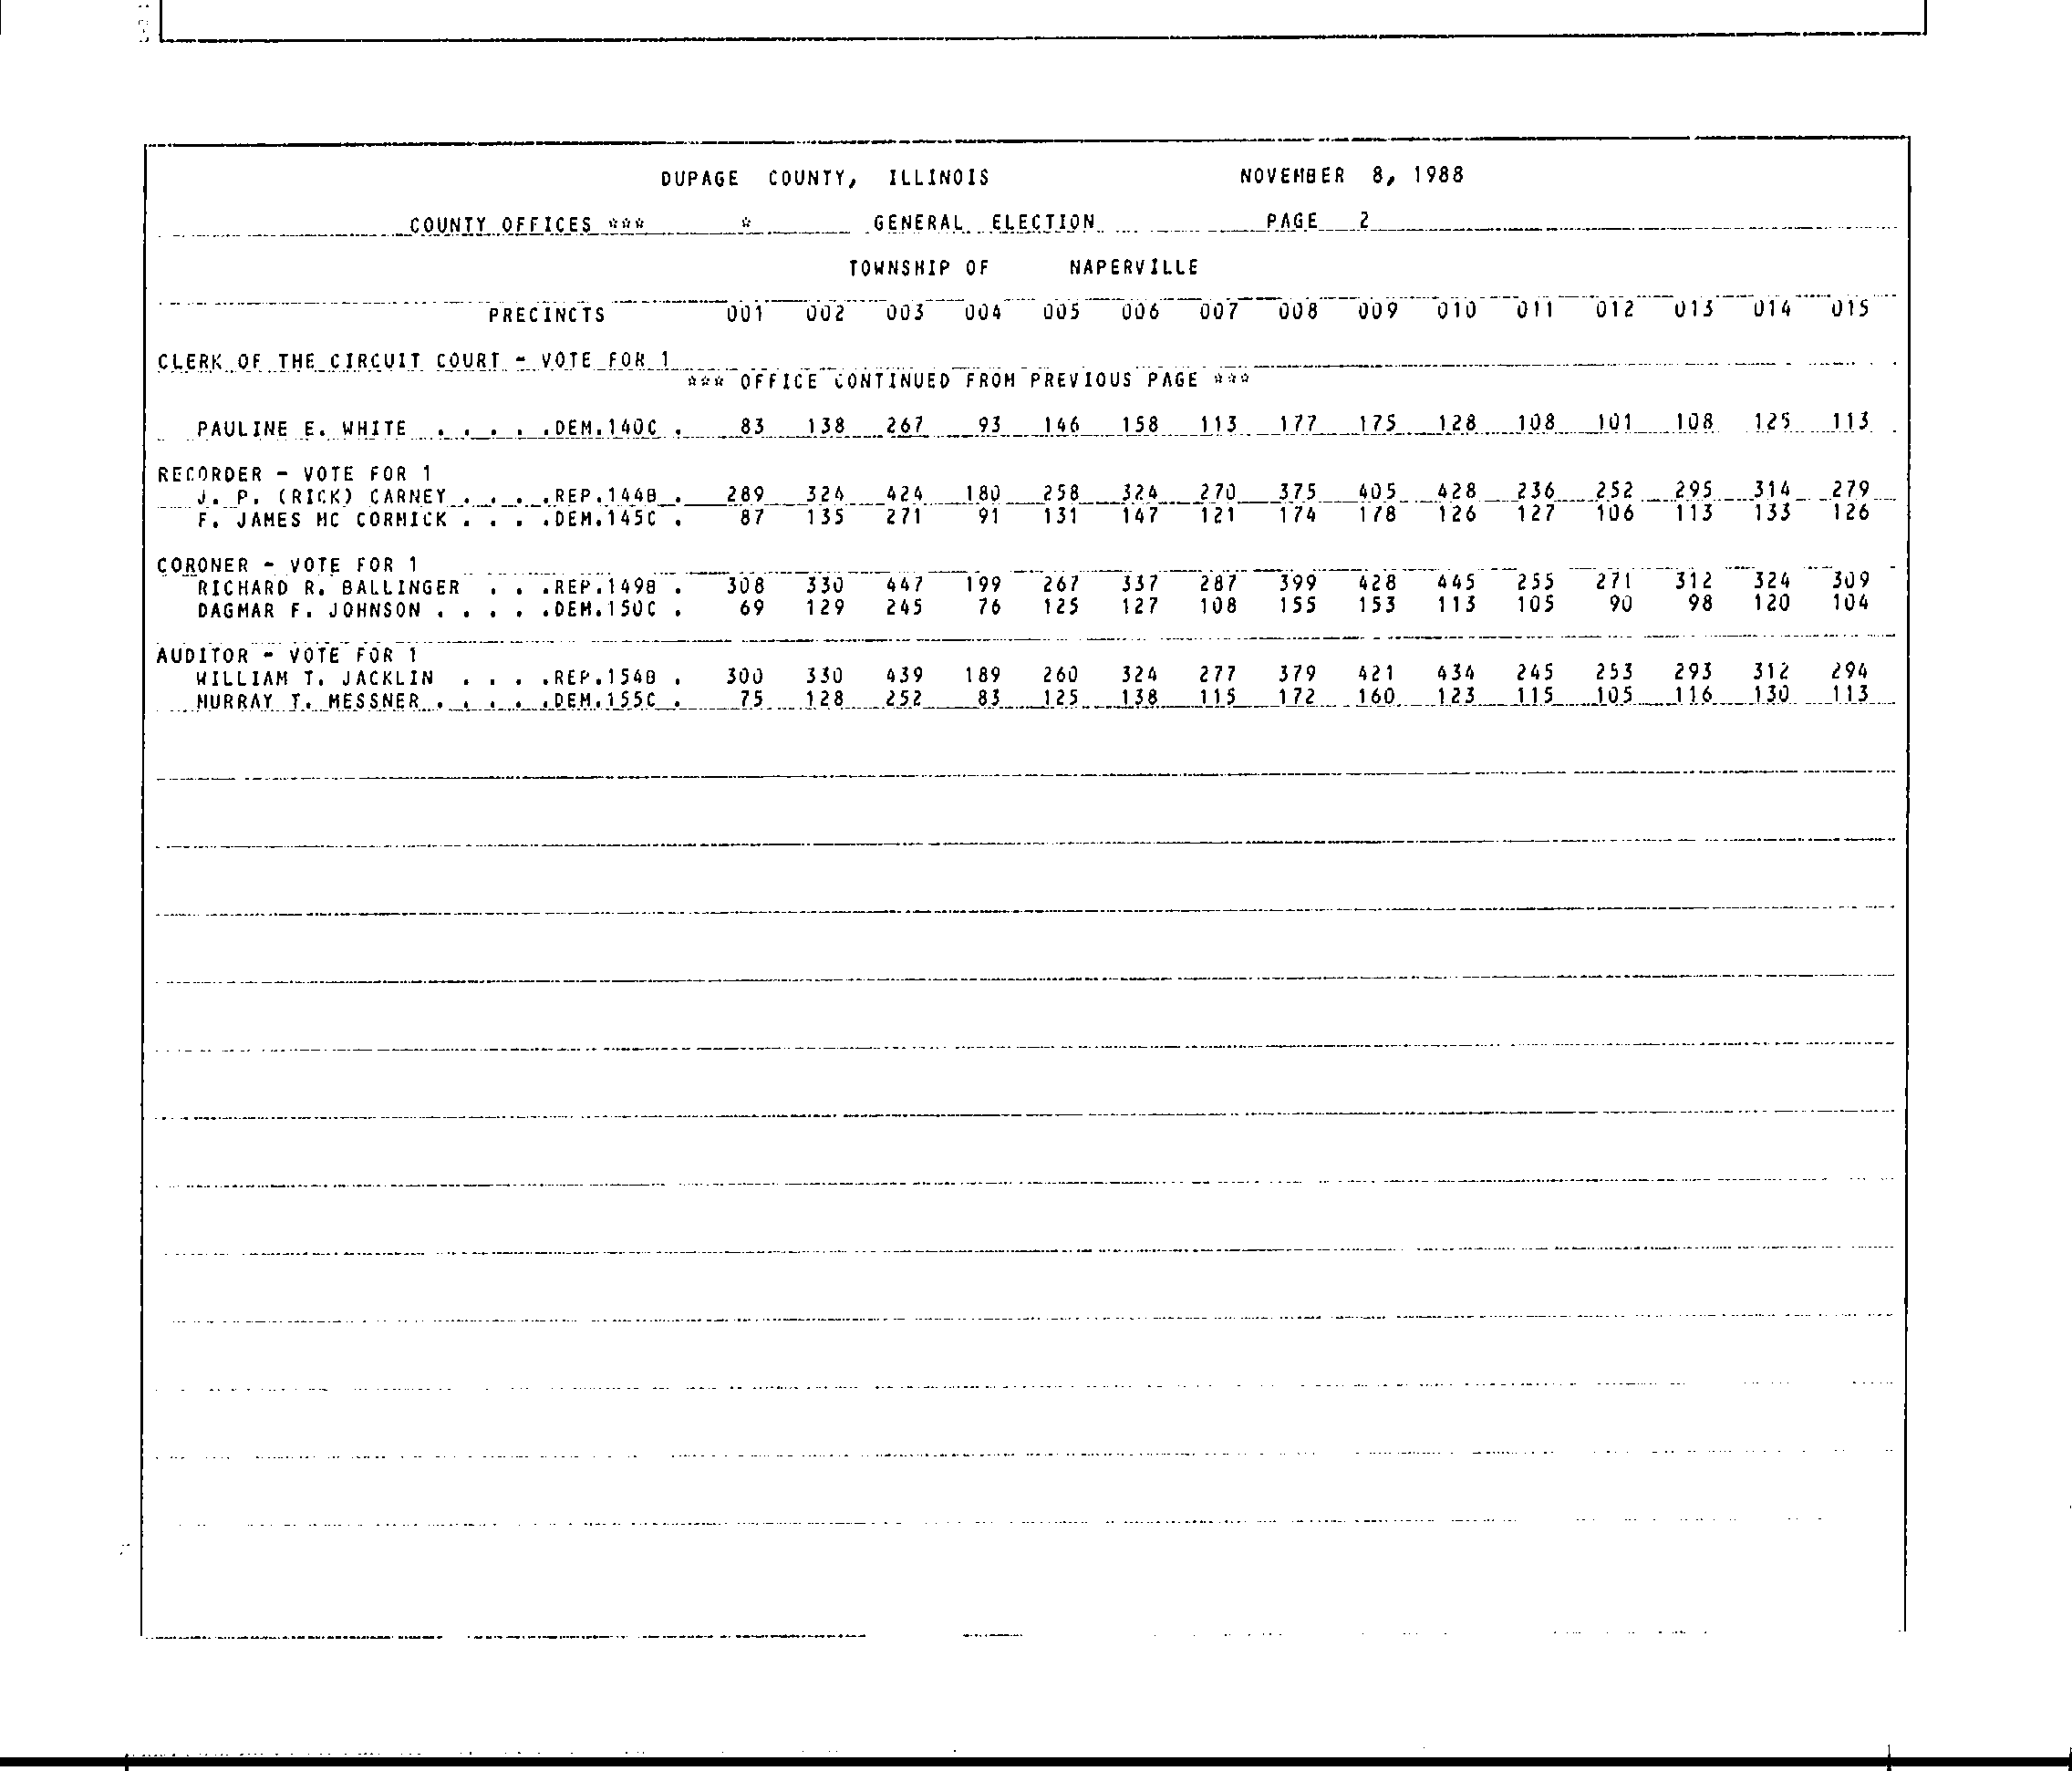 DUPAGE COUNTY, ILLINOIS NOVEMBER 8, 1988
COUNTY OFFICES *** * GENERAL ELECTION PAGE 2
TOWNSHIP OF NAPERVILLE
PRECINCTS 001 002 003 004 005 006 007 008 009 010 011 012 013 014 015
CLERK OF THE CIRCUIT COURT - VOTE FOR 1
*** OFFICE CONTINUED FROM PREVIOUS PAGE ***
PAULINE E. WHITE . . . . .DEM.140C . 83 138 267 93 146 158 113 177 175 128 108 101 108 125 113
RECORDER - VOTE FOR 1
J. P. (RICK) CARNEY . . . .REP.144B . 289 324 424 180 258 324 270 375 405 428 236 252 295 314 279
F. JAMES MC CORMICK . . . .DEM.145C . 87 135 271 91 131 147 121 174 178 126 127 106 113 133 126
CORONER - VOTE FOR 1
RICHARD R. BALLINGER . . .REP.149B . 308 330 447 199 267 337 287 399 428 445 255 271 312 324 309
DAGMAR F. JOHNSON . . . . .DEM.150C . 69 129 245 76 125 127 108 155 153 113 105 90 98 120 104
AUDITOR - VOTE FOR 1
WILLIAM T. JACKLIN . . . .REP.154B . 300 330 439 189 260 324 277 379 421 434 245 253 293 312 294
MURRAY T. MESSNER . . . . .DEM.155C . 75 128 252 83 125 138 115 172 160 123 115 105 116 130 113